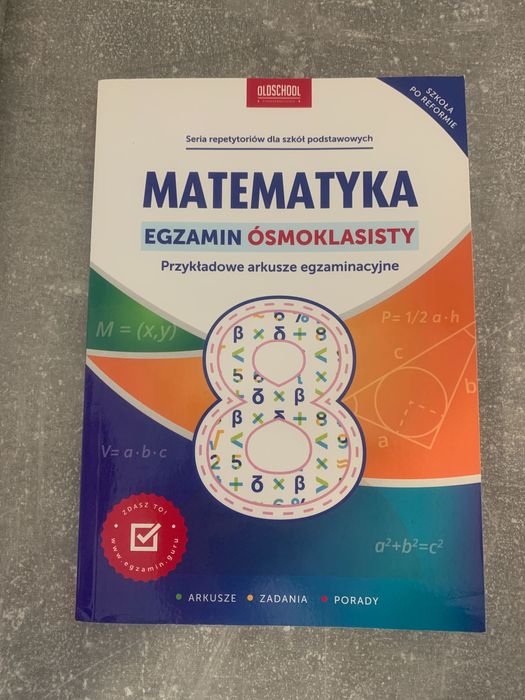 OLDSCHOOL
SZKOŁA
PO REFORMIE
Seria repetytoriów dla szkół podstawowych
MATEMATYKA
EGZAMIN ÓSMOKLASISTY
Przykładowe arkusze egzaminacyjne
M = (x,y)
P= 1/2 a·h
c
b
a
V= a·b·c
8
ZDASZ TO!
www.egzamin.guru
a²+b²=c²
• ARKUSZE • ZADANIA • PORADY